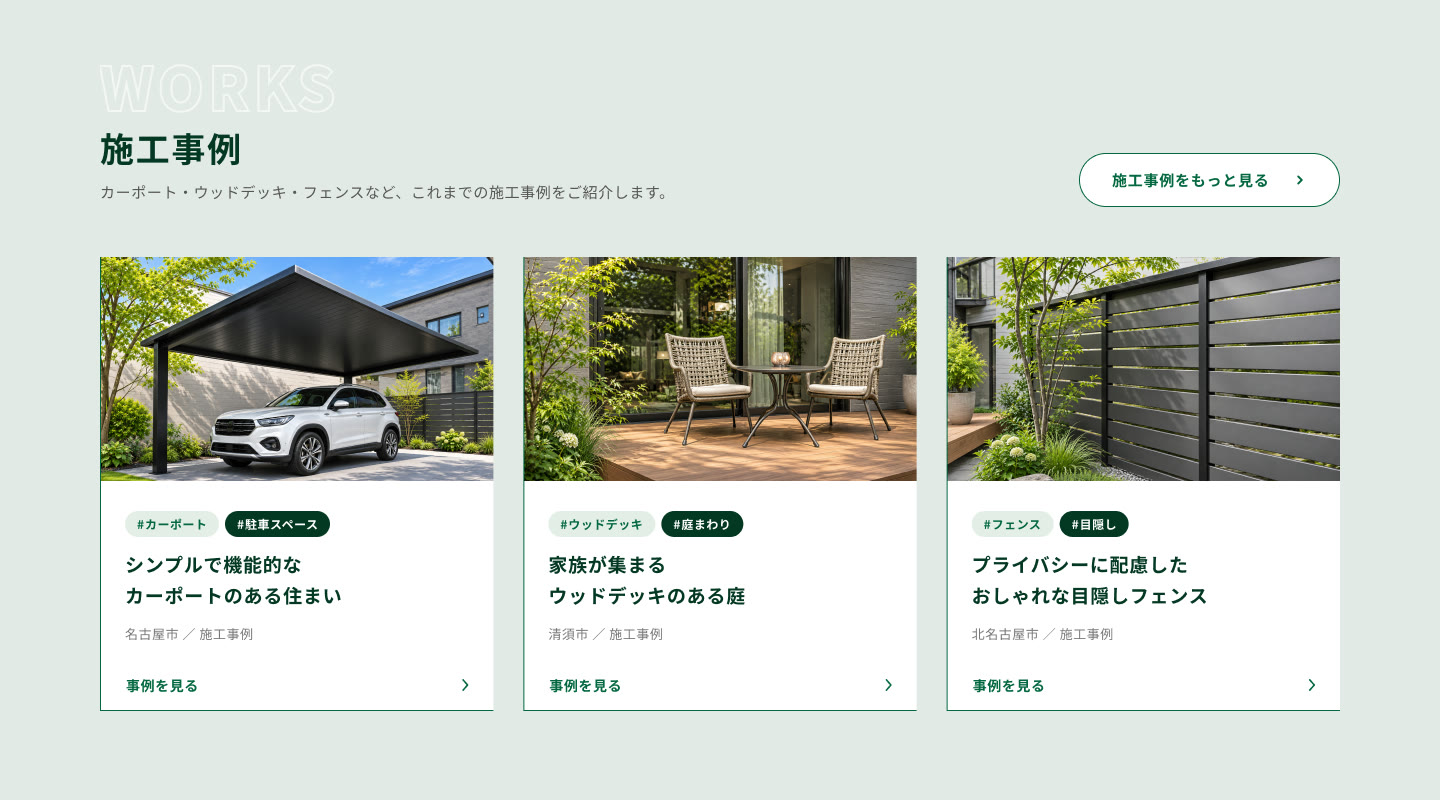 WORKS
施工事例
カーポート・ウッドデッキ・フェンスなど、これまでの施工事例をご紹介します。
施工事例をもっと見る
#カーポート #駐車スペース
シンプルで機能的な
カーポートのある住まい
名古屋市 ／ 施工事例
事例を見る
#ウッドデッキ #庭まわり
家族が集まる
ウッドデッキのある庭
清須市 ／ 施工事例
事例を見る
#フェンス #目隠し
プライバシーに配慮した
おしゃれな目隠しフェンス
北名古屋市 ／ 施工事例
事例を見る